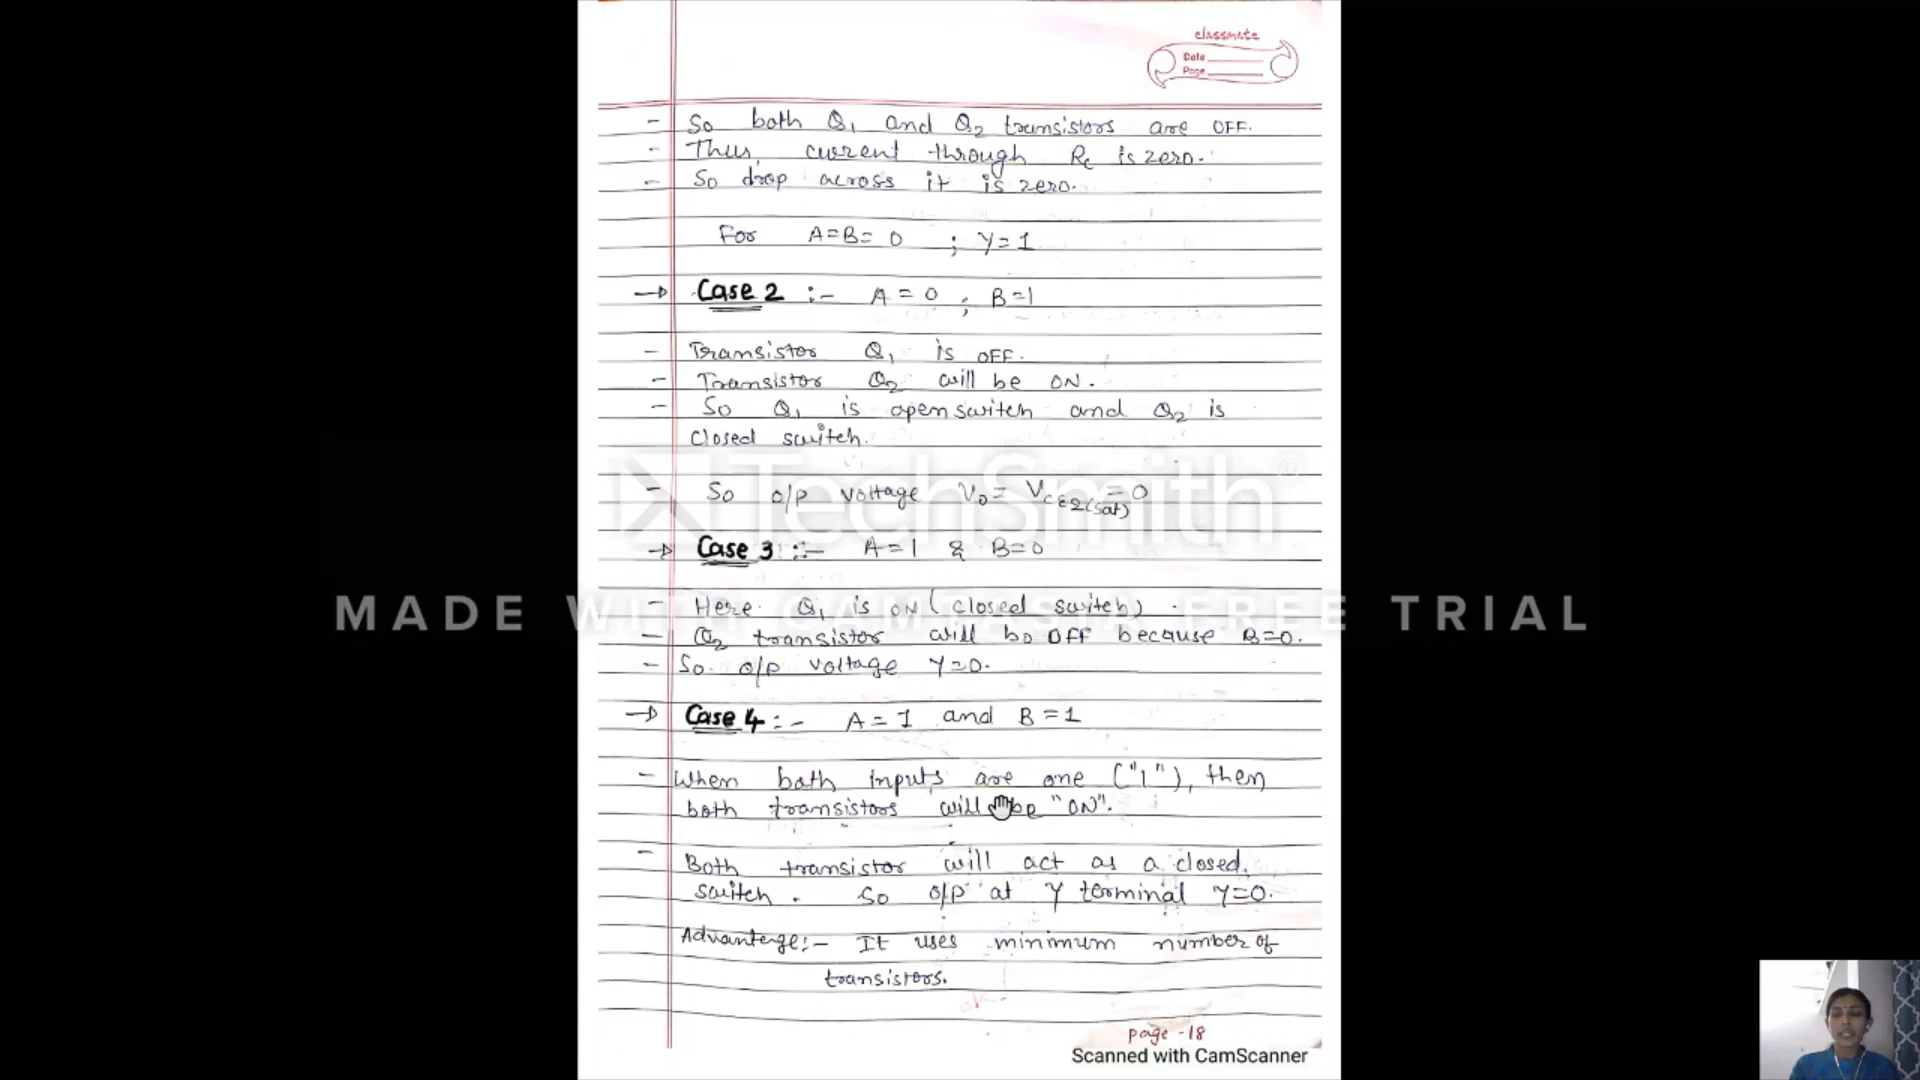 classmate
Date
Page
- So both Q1 and Q2 transistors are OFF.
- Thus, current through Rc is zero.
- So drop across it is zero.
For A=B= 0 ; Y=1
→ Case 2 :- A = 0 ; B=1
- Transistor Q1 is OFF.
- Transistor Q2 will be ON.
- So Q1 is open switch and Q2 is
closed switch.
- So o/p voltage Vo = VCE2(sat) = 0
→ Case 3 :- A=1 & B=0
- Here Q1 is ON (closed switch).
- Q2 transistor will be OFF because B=0.
- So o/p voltage Y=0.
→ Case 4 :- A = 1 and B = 1
- When both inputs are one ("1"), then
both transistors will be "ON".
- Both transistor will act as a closed
switch. So o/p at Y terminal Y=0.
Advantege:- It uses minimum number of
transistors.
page -18
Scanned with CamScanner
TechSmith
MADE WITH CAMTASIA FREE TRIAL